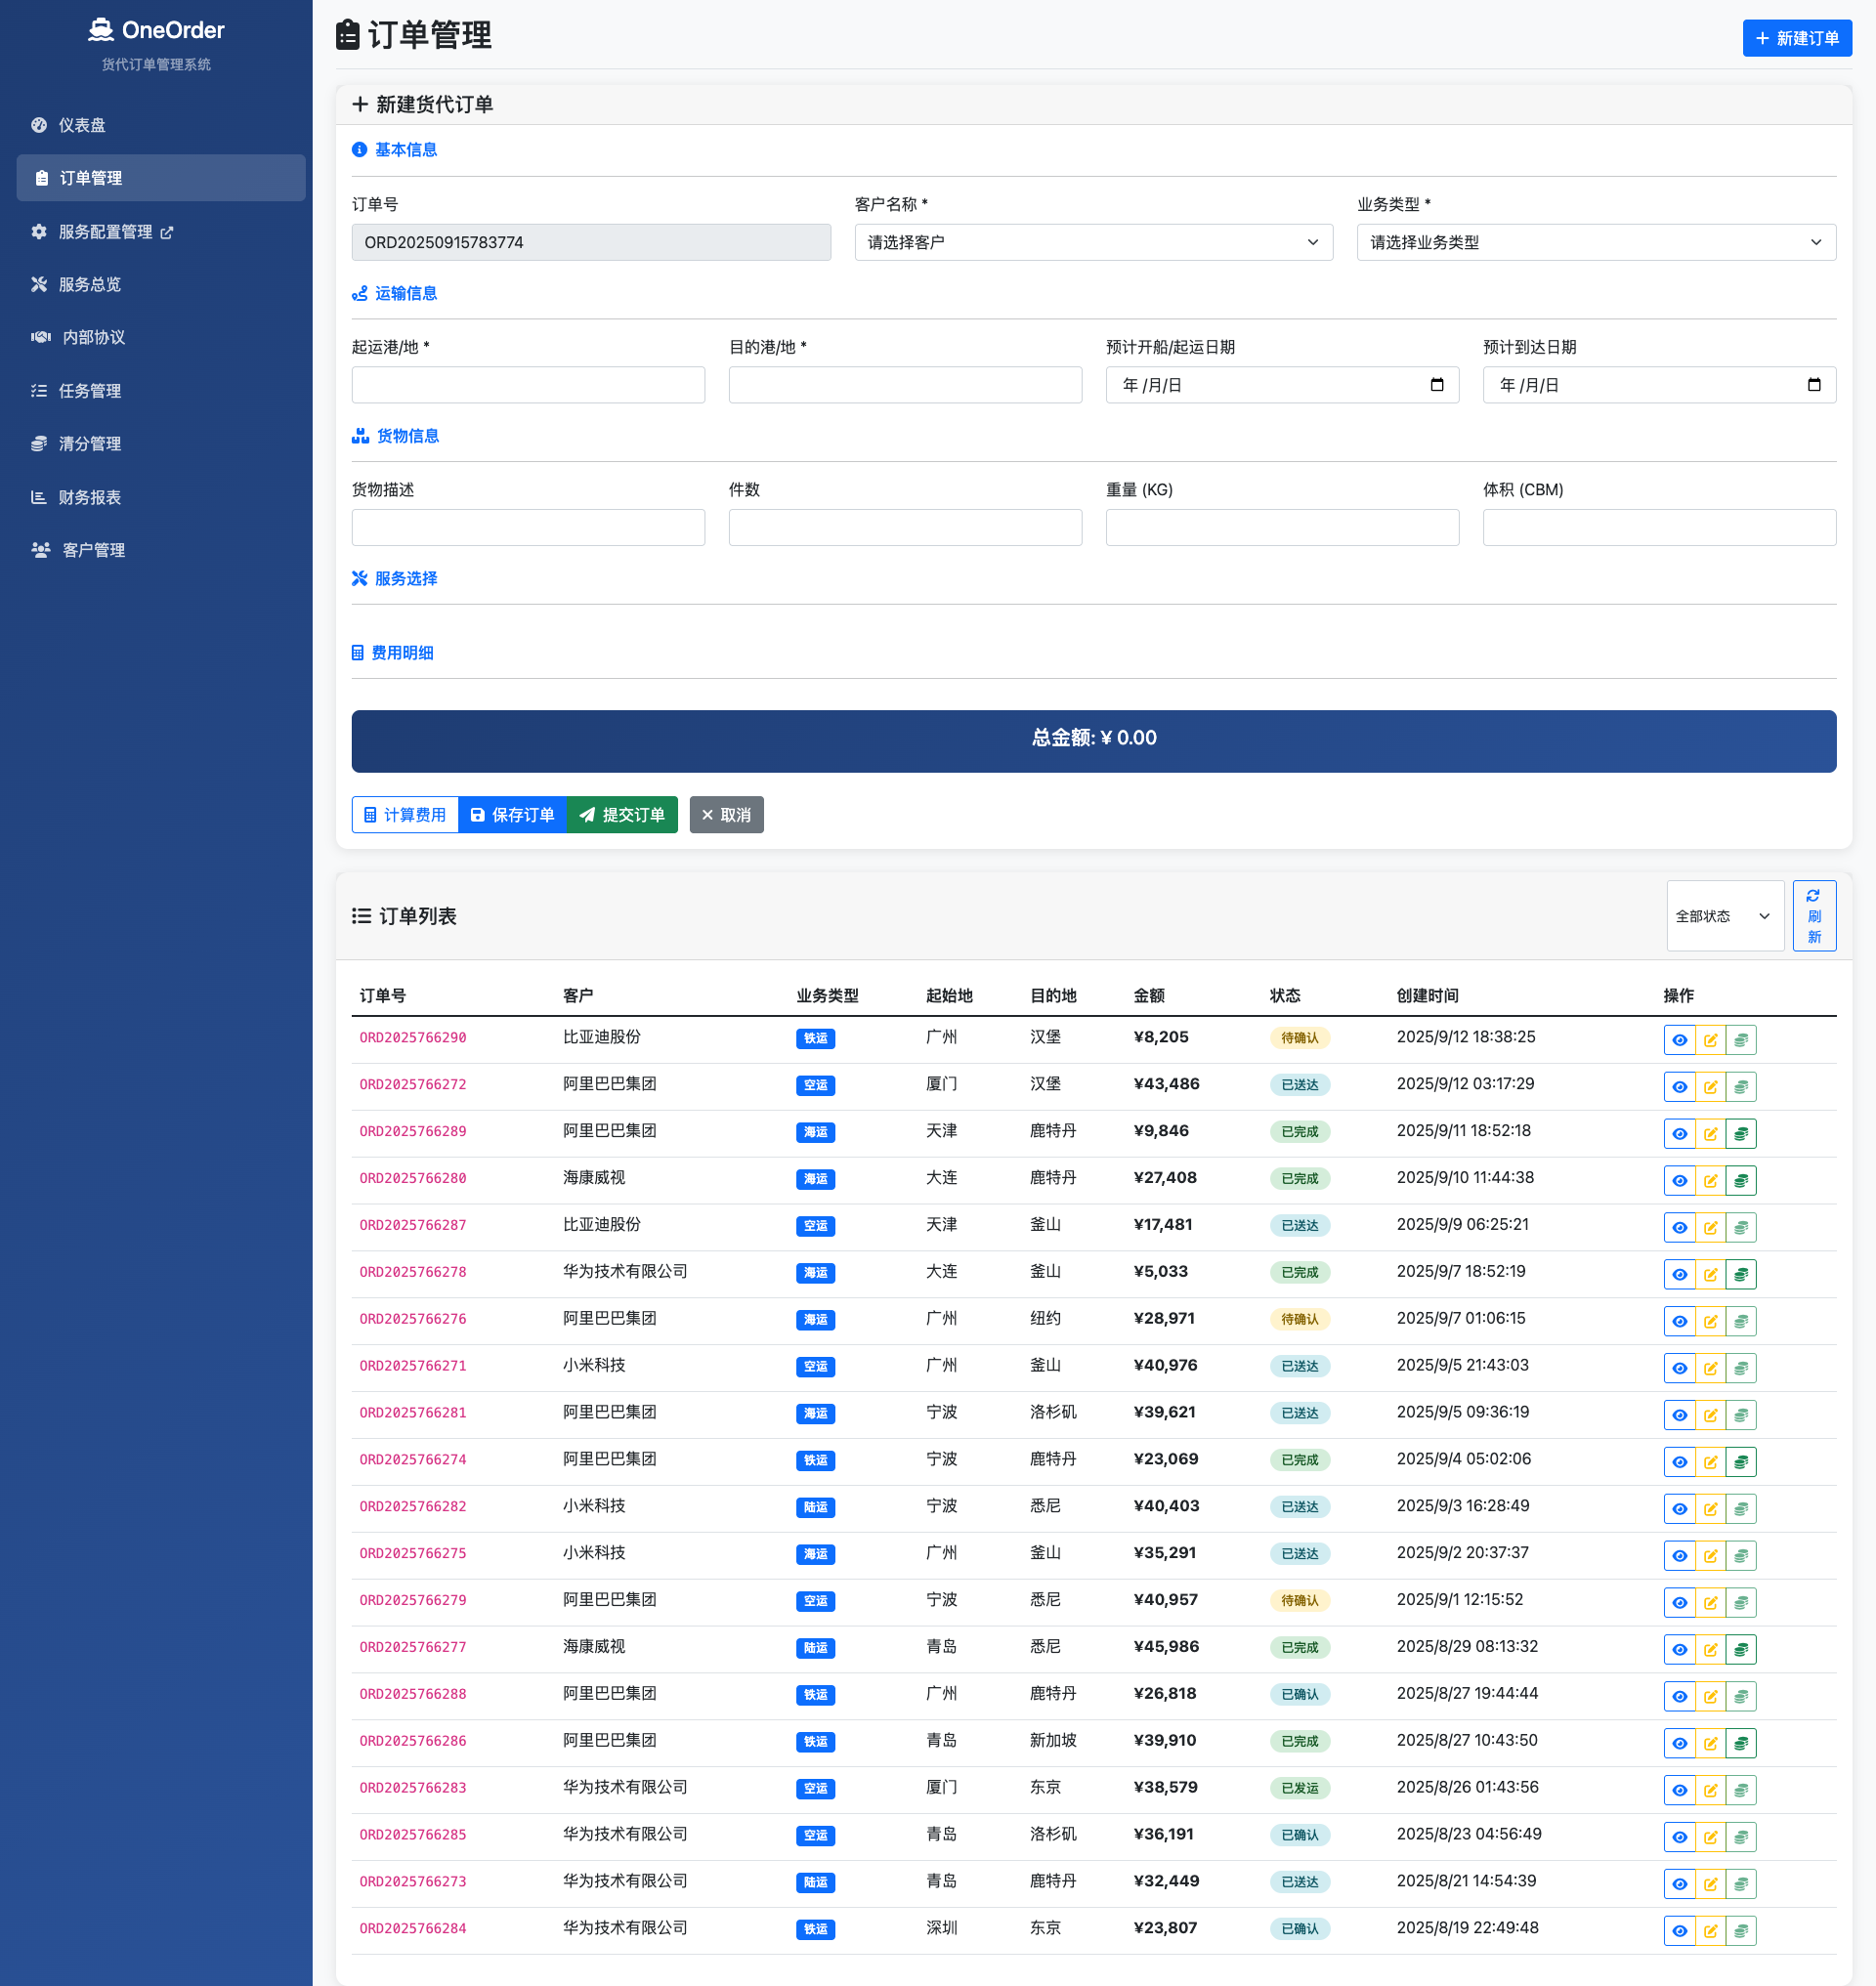 OneOrder
货代订单管理系统
仪表盘
订单管理
服务配置管理
服务总览
内部协议
任务管理
清分管理
财务报表
客户管理
订单管理
新建订单
新建货代订单
基本信息
订单号 客户名称 * 业务类型 *
ORD20250915783774 请选择客户 请选择业务类型
运输信息
起运港/地 * 目的港/地 * 预计开船/起运日期 预计到达日期
年 /月/日 年 /月/日
货物信息
货物描述 件数 重量 (KG) 体积 (CBM)
服务选择
费用明细
总金额: ¥ 0.00
计算费用 保存订单 提交订单 取消
订单列表 全部状态 刷新
订单号 客户 业务类型 起始地 目的地 金额 状态 创建时间 操作
ORD2025766290 比亚迪股份 铁运 广州 汉堡 ¥8,205 待确认 2025/9/12 18:38:25
ORD2025766272 阿里巴巴集团 空运 厦门 汉堡 ¥43,486 已送达 2025/9/12 03:17:29
ORD2025766289 阿里巴巴集团 海运 天津 鹿特丹 ¥9,846 已完成 2025/9/11 18:52:18
ORD2025766280 海康威视 海运 大连 鹿特丹 ¥27,408 已完成 2025/9/10 11:44:38
ORD2025766287 比亚迪股份 空运 天津 釜山 ¥17,481 已送达 2025/9/9 06:25:21
ORD2025766278 华为技术有限公司 海运 大连 釜山 ¥5,033 已完成 2025/9/7 18:52:19
ORD2025766276 阿里巴巴集团 海运 广州 纽约 ¥28,971 待确认 2025/9/7 01:06:15
ORD2025766271 小米科技 空运 广州 釜山 ¥40,976 已送达 2025/9/5 21:43:03
ORD2025766281 阿里巴巴集团 海运 宁波 洛杉矶 ¥39,621 已送达 2025/9/5 09:36:19
ORD2025766274 阿里巴巴集团 铁运 宁波 鹿特丹 ¥23,069 已完成 2025/9/4 05:02:06
ORD2025766282 小米科技 陆运 宁波 悉尼 ¥40,403 已送达 2025/9/3 16:28:49
ORD2025766275 小米科技 海运 广州 釜山 ¥35,291 已送达 2025/9/2 20:37:37
ORD2025766279 阿里巴巴集团 空运 宁波 悉尼 ¥40,957 待确认 2025/9/1 12:15:52
ORD2025766277 海康威视 陆运 青岛 悉尼 ¥45,986 已完成 2025/8/29 08:13:32
ORD2025766288 阿里巴巴集团 铁运 广州 鹿特丹 ¥26,818 已确认 2025/8/27 19:44:44
ORD2025766286 阿里巴巴集团 铁运 青岛 新加坡 ¥39,910 已完成 2025/8/27 10:43:50
ORD2025766283 华为技术有限公司 空运 厦门 东京 ¥38,579 已发运 2025/8/26 01:43:56
ORD2025766285 华为技术有限公司 空运 青岛 洛杉矶 ¥36,191 已确认 2025/8/23 04:56:49
ORD2025766273 华为技术有限公司 陆运 青岛 鹿特丹 ¥32,449 已送达 2025/8/21 14:54:39
ORD2025766284 华为技术有限公司 铁运 深圳 东京 ¥23,807 已确认 2025/8/19 22:49:48